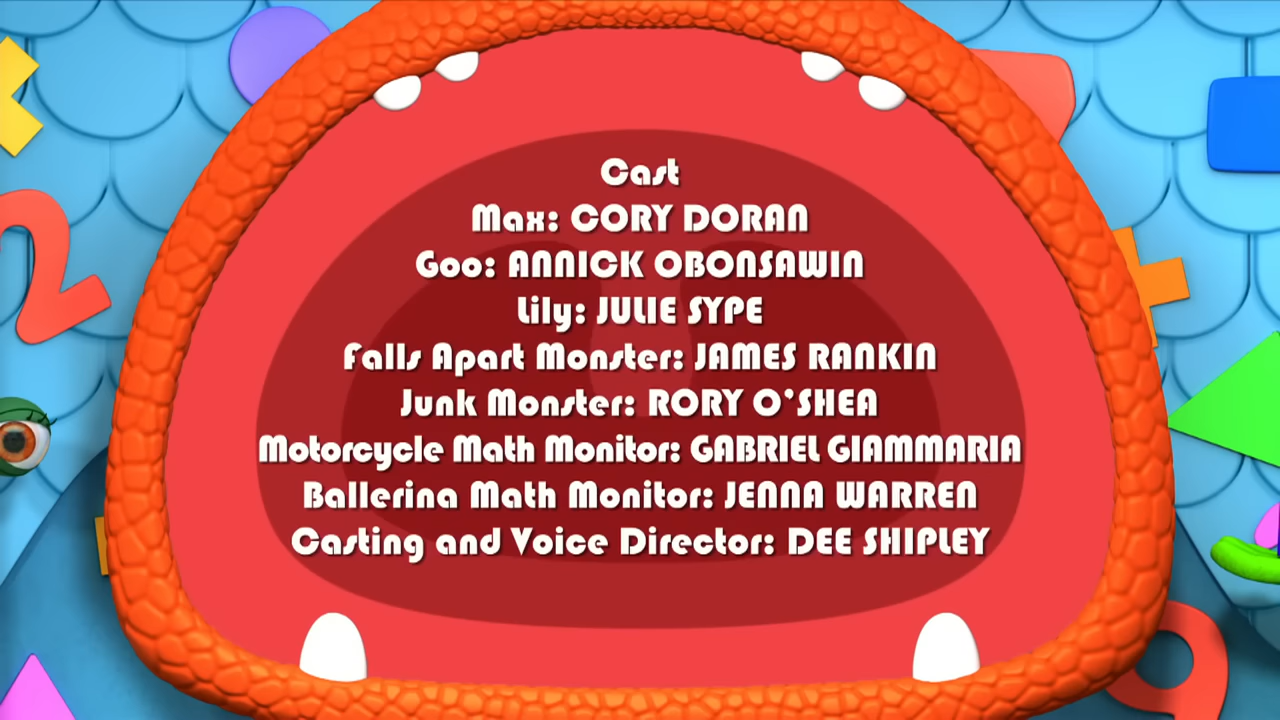 Cast
Max: CORY DORAN
Goo: ANNICK OBONSAWIN
Lily: JULIE SYPE
Falls Apart Monster: JAMES RANKIN
Junk Monster: RORY O'SHEA
Motorcycle Math Monitor: GABRIEL GIAMMARIA
Ballerina Math Monitor: JENNA WARREN
Casting and Voice Director: DEE SHIPLEY
2